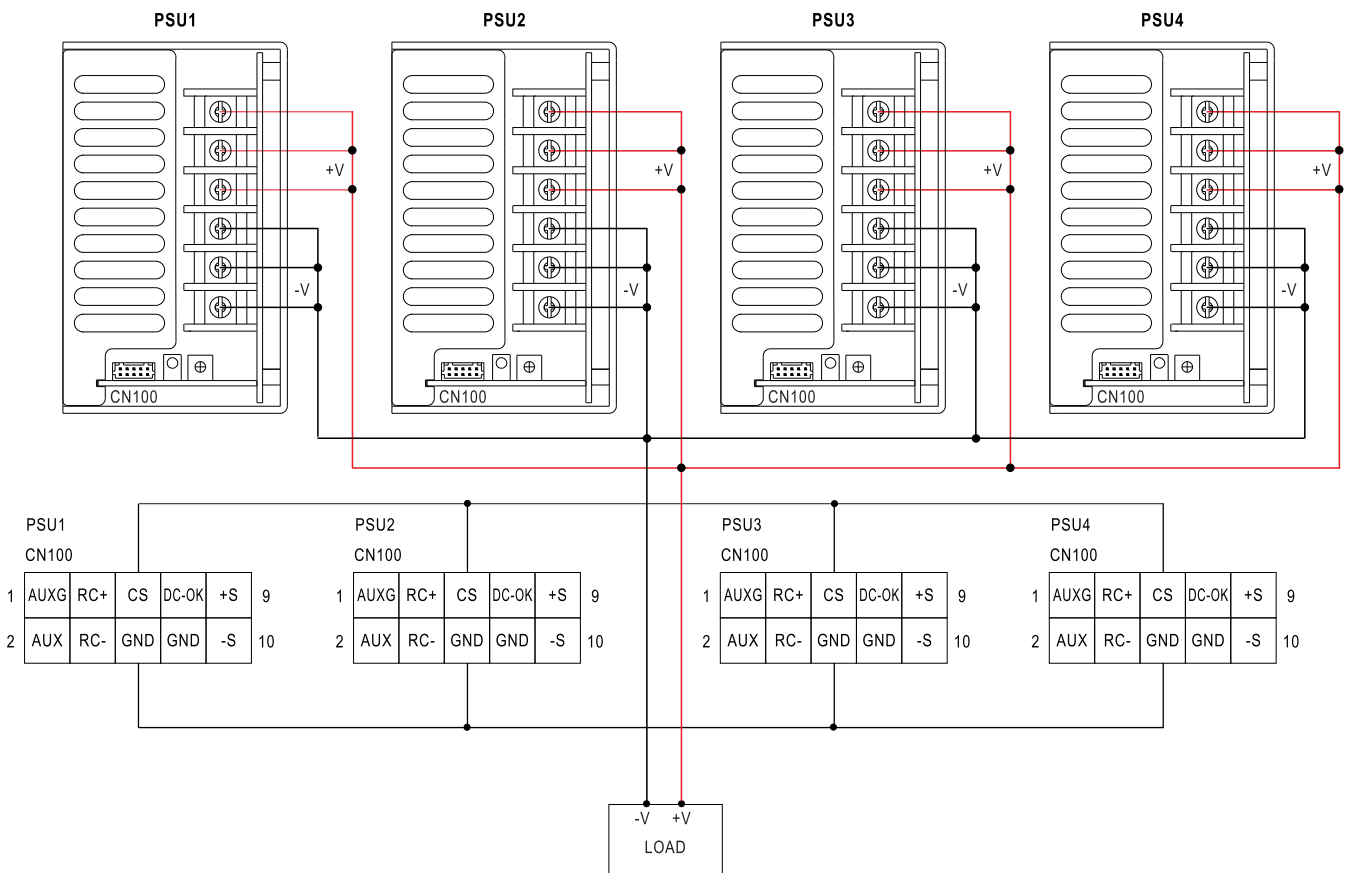 PSU1 PSU2 PSU3 PSU4
+V +V +V +V
-V -V -V -V
CN100 CN100 CN100 CN100
PSU1 PSU2 PSU3 PSU4
CN100 CN100 CN100 CN100
1 AUXG RC+ CS DC-OK +S 9 1 AUXG RC+ CS DC-OK +S 9 1 AUXG RC+ CS DC-OK +S 9 1 AUXG RC+ CS DC-OK +S 9
2 AUX RC- GND GND -S 10 2 AUX RC- GND GND -S 10 2 AUX RC- GND GND -S 10 2 AUX RC- GND GND -S 10
-V +V
LOAD